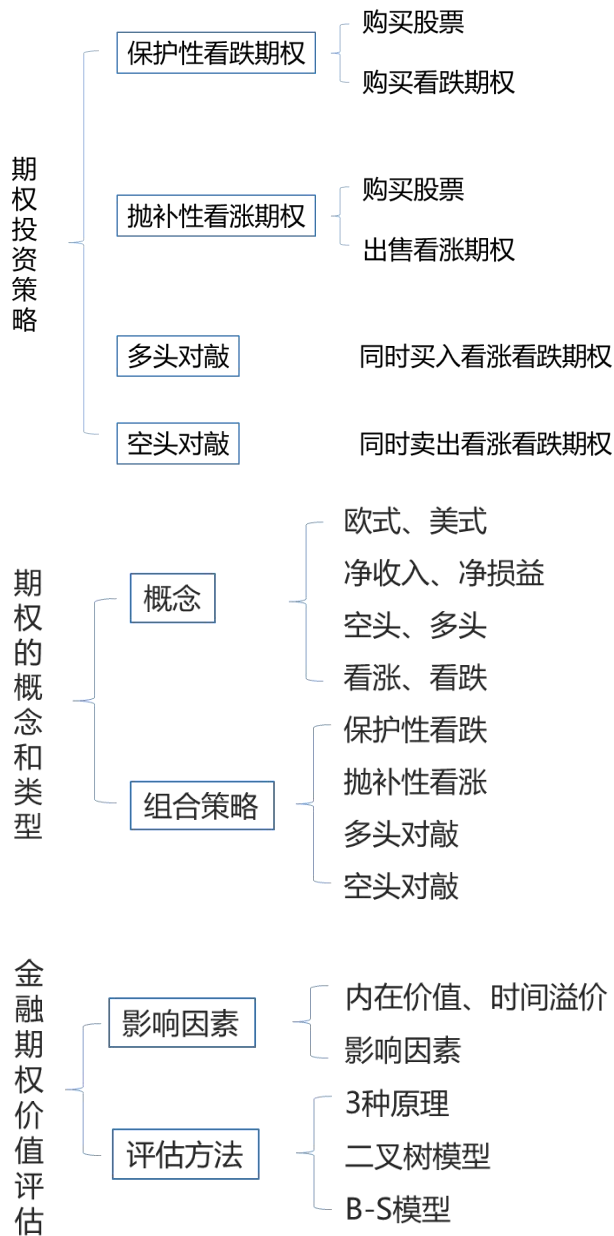 期权投资策略
保护性看跌期权
购买股票
购买看跌期权
抛补性看涨期权
购买股票
出售看涨期权
多头对敲
同时买入看涨看跌期权
空头对敲
同时卖出看涨看跌期权
期权的概念和类型
概念
欧式、美式
净收入、净损益
空头、多头
看涨、看跌
组合策略
保护性看跌
抛补性看涨
多头对敲
空头对敲
金融期权价值评估
影响因素
内在价值、时间溢价
影响因素
评估方法
3种原理
二叉树模型
B-S模型